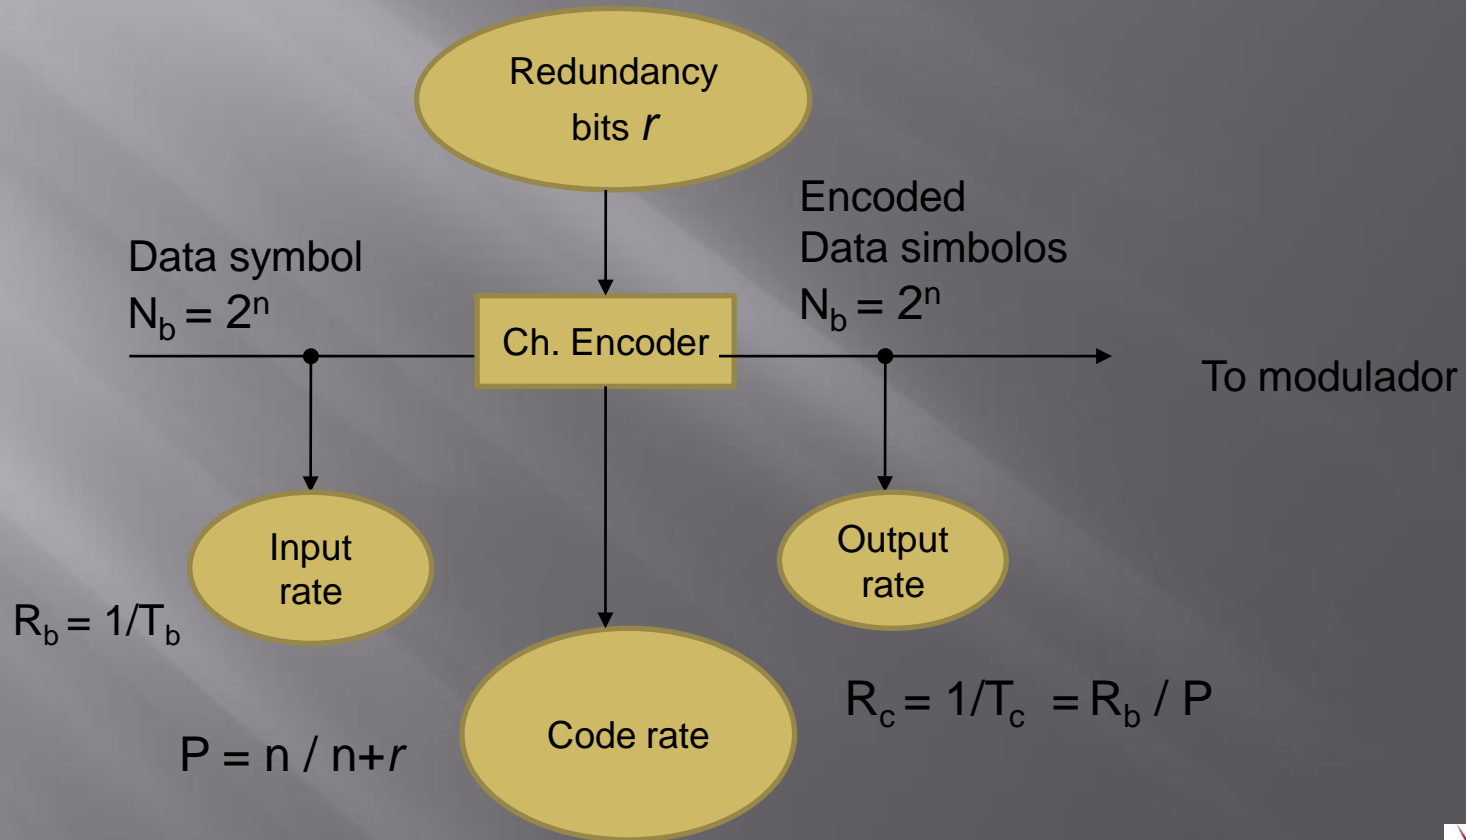 Redundancy
bits r
Data symbol
N_b = 2^n
Encoded
Data simbolos
N_b = 2^n
Ch. Encoder
To modulador
Input
rate
Output
rate
R_b = 1/T_b
R_c = 1/T_c = R_b / P
Code rate
P = n / n+r